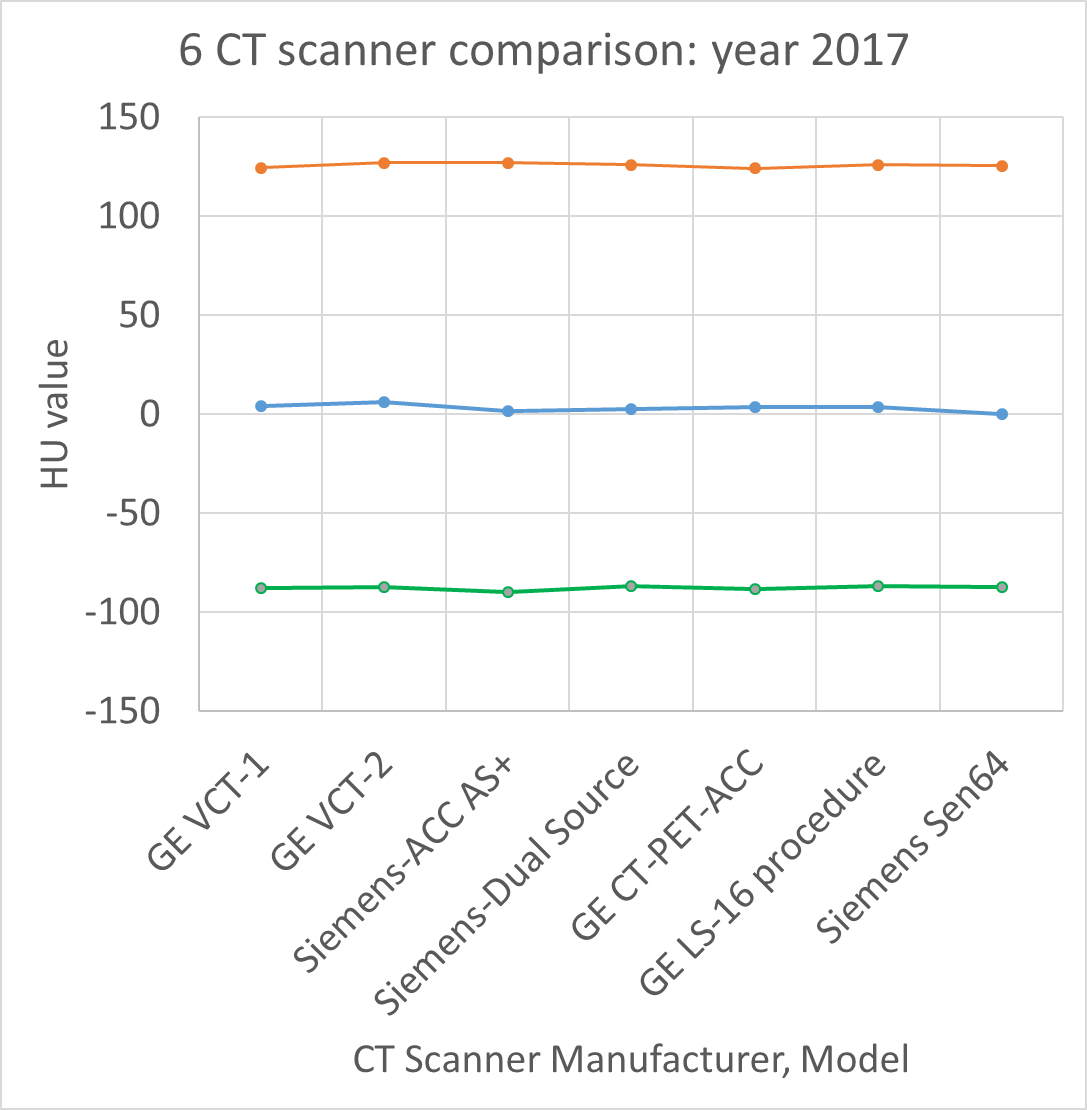 6 CT scanner comparison: year 2017
150
100
50
0
-50
-100
-150
HU value
GE VCT-1
GE VCT-2
Siemens-ACC AS+
Siemens-Dual Source
GE CT-PET-ACC
GE LS-16 procedure
Siemens Sen64
CT Scanner Manufacturer, Model